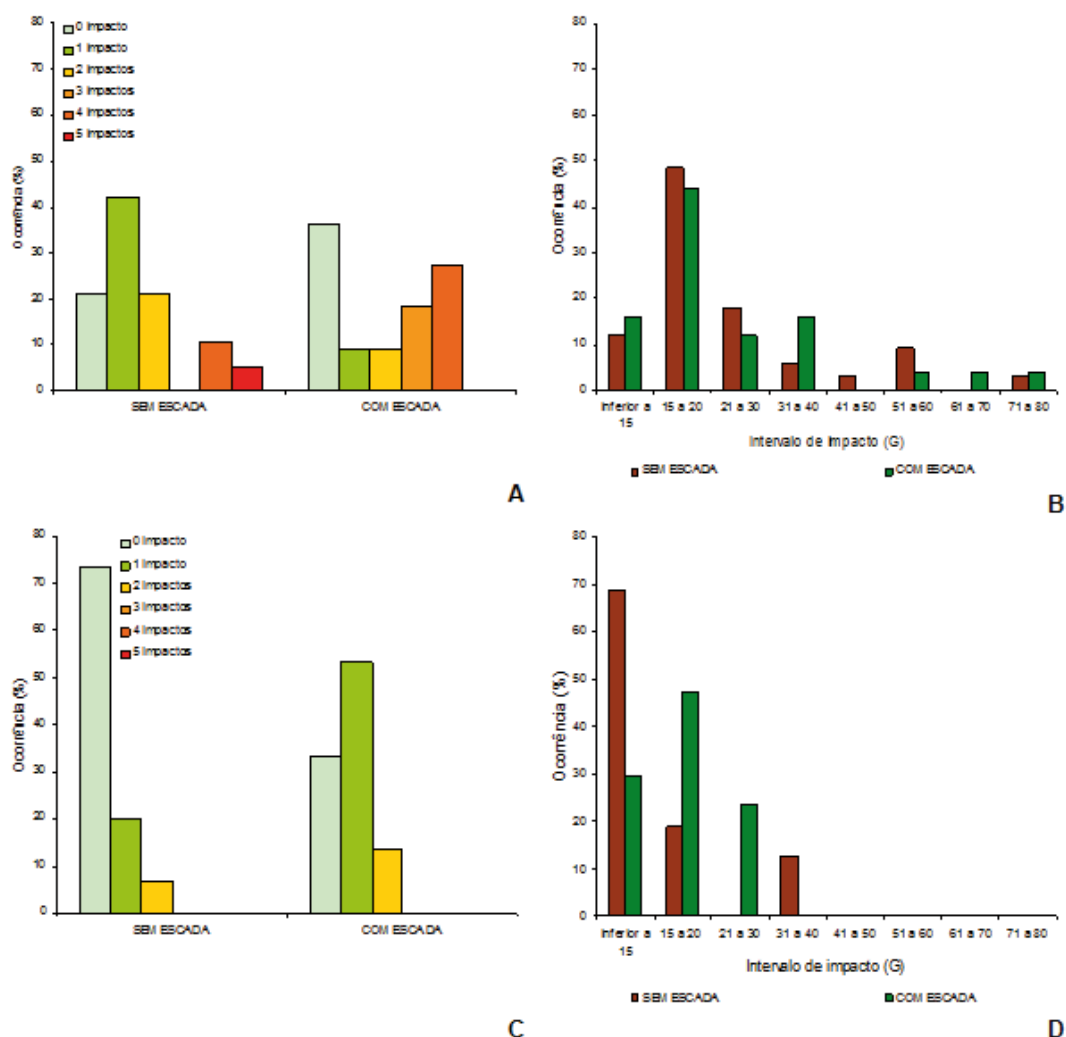 80
70
60
50
40
30
20
10
0
Ocorrência (%)
0 Impacto
1 Impacto
2 Impactos
3 Impactos
4 Impactos
5 Impactos
SEM ESCADA
COM ESCADA
A
80
70
60
50
40
30
20
10
0
Ocorrência (%)
Inferior a 15
15 a 20
21 a 30
31 a 40
41 a 50
51 a 60
61 a 70
71 a 80
Intervalo de Impacto (G)
SEM ESCADA
COM ESCADA
B
80
70
60
50
40
30
20
10
0
Ocorrência (%)
0 Impacto
1 Impacto
2 Impactos
3 Impactos
4 Impactos
5 Impactos
SEM ESCADA
COM ESCADA
C
80
70
60
50
40
30
20
10
0
Ocorrência (%)
Inferior a 15
15 a 20
21 a 30
31 a 40
41 a 50
51 a 60
61 a 70
71 a 80
Intervalo de impacto (G)
SEM ESCADA
COM ESCADA
D